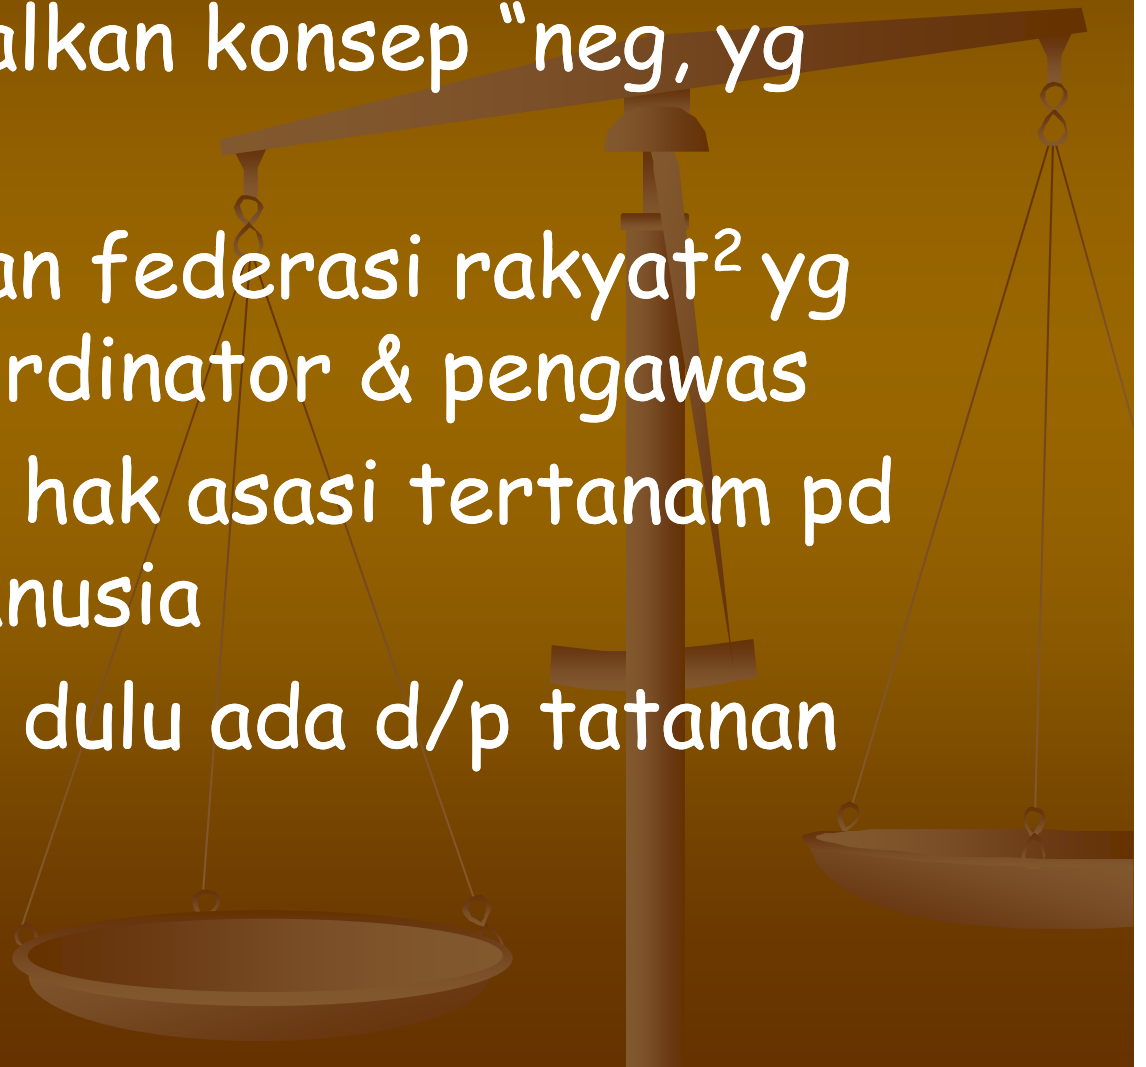 alkan konsep “neg, yg
an federasi rakyat² yg
rdinator & pengawas
hak asasi tertanam pd
nusia
dulu ada d/p tatanan